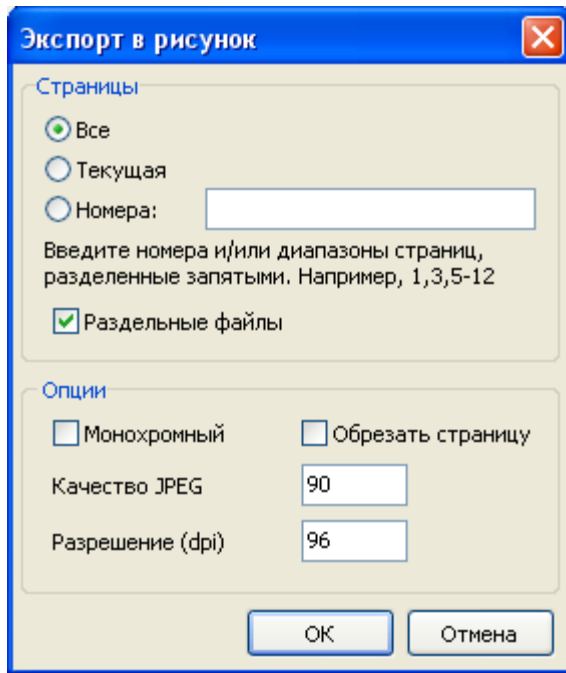 Экспорт в рисунок
Страницы
Все
Текущая
Номера:
Введите номера и/или диапазоны страниц,
разделенные запятыми. Например, 1,3,5-12
Раздельные файлы
Опции
Монохромный Обрезать страницу
Качество JPEG 90
Разрешение (dpi) 96
ОК Отмена